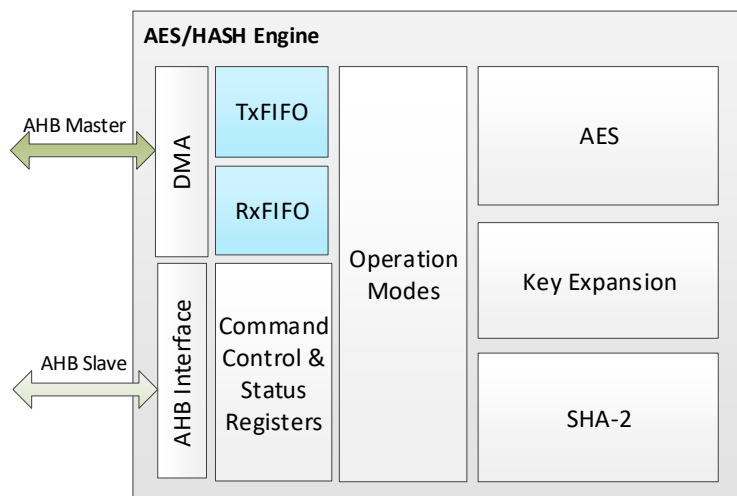 AES/HASH Engine
AHB Master
DMA
TxFIFO
RxFIFO
Operation
Modes
AES
Key Expansion
SHA-2
AHB Slave
AHB Interface
Command
Control &
Status
Registers